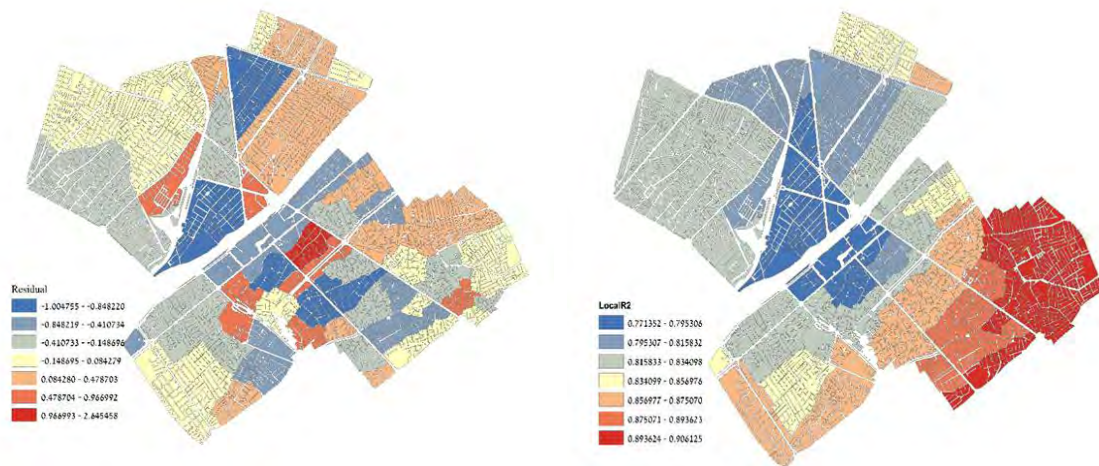 Residual
-1.004755 - -0.848220
-0.848219 - -0.410734
-0.410733 - -0.148696
-0.148695 - 0.084279
0.084280 - 0.478703
0.478704 - 0.966992
0.966993 - 2.645458
LocalR2
0.771352 - 0.795306
0.795307 - 0.815832
0.815833 - 0.834098
0.834099 - 0.856976
0.856977 - 0.875070
0.875071 - 0.893623
0.893624 - 0.906125